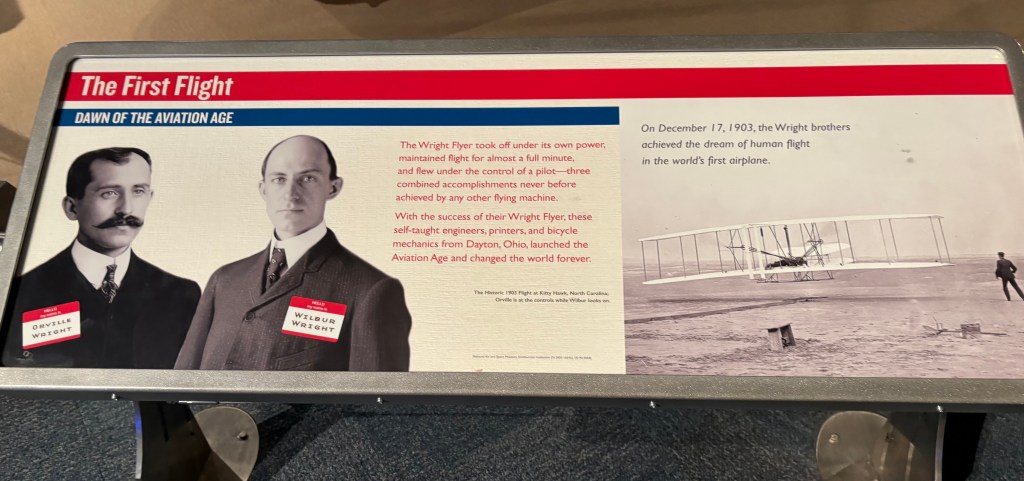 The First Flight
DAWN OF THE AVIATION AGE
The Wright Flyer took off under its own power,
maintained flight for almost a full minute,
and flew under the control of a pilot—three
combined accomplishments never before
achieved by any other flying machine.
With the success of their Wright Flyer, these
self-taught engineers, printers, and bicycle
mechanics from Dayton, Ohio, launched the
Aviation Age and changed the world forever.
The Historic 1903 Flight at Kitty Hawk, North Carolina,
Orville is at the controls while Wilbur looks on.
HELLO
ORVILLE
WRIGHT
HELLO
WILBUR
WRIGHT
On December 17, 1903, the Wright brothers
achieved the dream of human flight
in the world's first airplane.